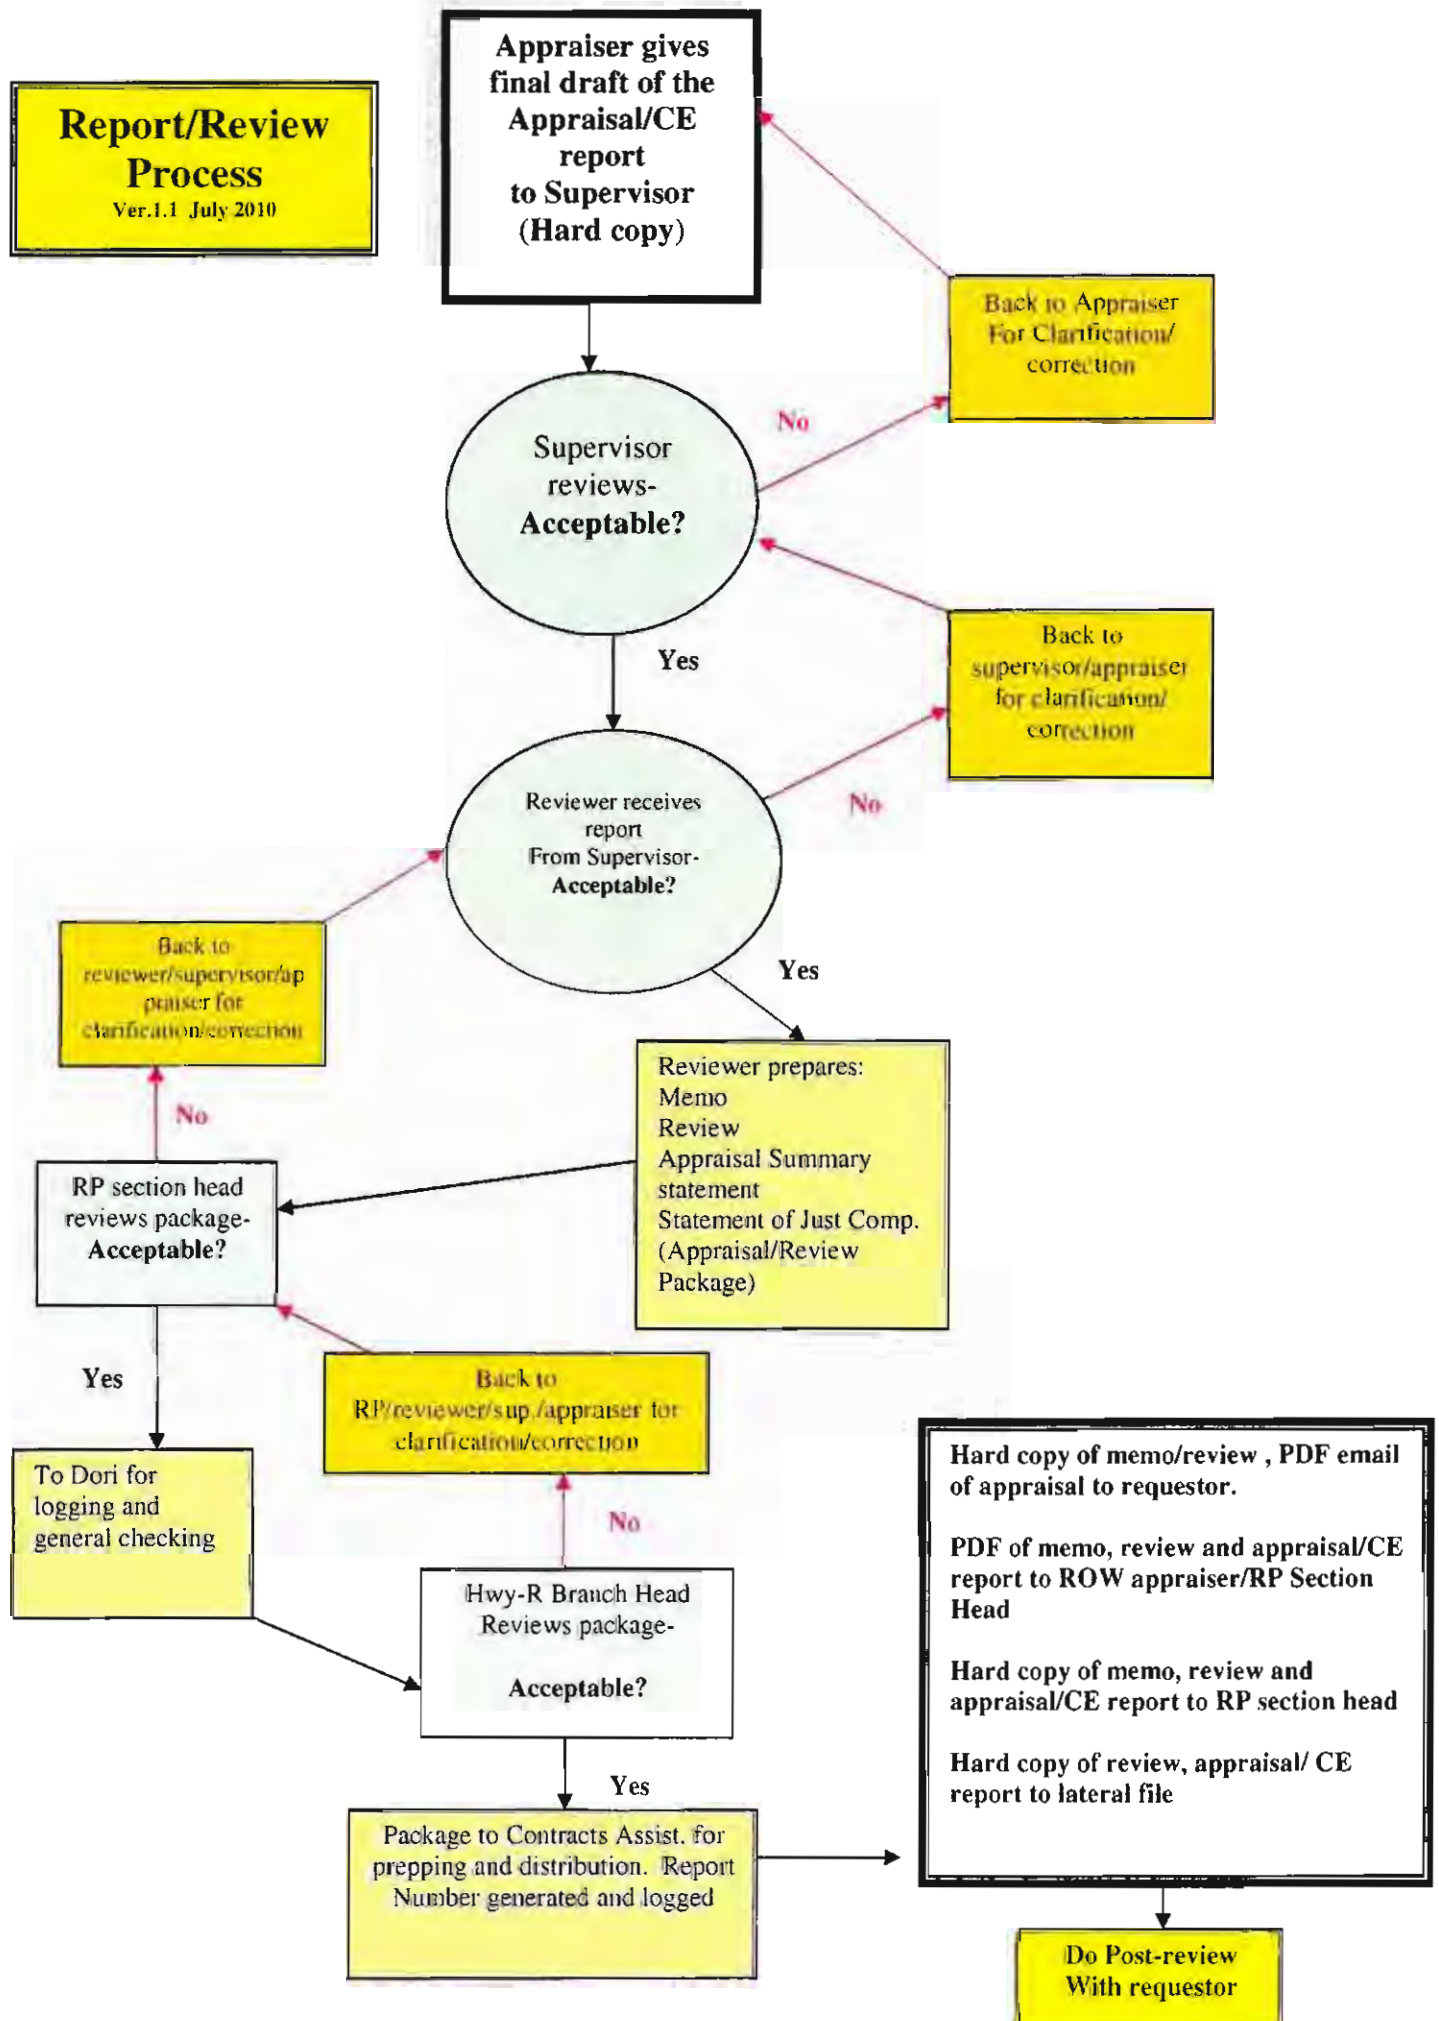 Report/Review
Process
Ver.1.1 July 2010
Appraiser gives
final draft of the
Appraisal/CE
report
to Supervisor
(Hard copy)
Back to Appraiser
For Clarification/
correction
No
Supervisor
reviews-
Acceptable?
Yes
Back to
supervisor/appraiser
for clarification/
correction
No
Reviewer receives
report
From Supervisor-
Acceptable?
Yes
Back to
reviewer/supervisor/ap
praiser for
clarification/correction
No
Reviewer prepares:
Memo
Review
Appraisal Summary
statement
Statement of Just Comp.
(Appraisal/Review
Package)
RP section head
reviews package-
Acceptable?
Yes
Back to
RP/reviewer/sup./appraiser for
clarification/correction
No
To Dori for
logging and
general checking
Hwy-R Branch Head
Reviews package-
Acceptable?
Yes
Package to Contracts Assist. for
prepping and distribution. Report
Number generated and logged
Hard copy of memo/review , PDF email
of appraisal to requestor.
PDF of memo, review and appraisal/CE
report to ROW appraiser/RP Section
Head
Hard copy of memo, review and
appraisal/CE report to RP section head
Hard copy of review, appraisal/ CE
report to lateral file
Do Post-review
With requestor